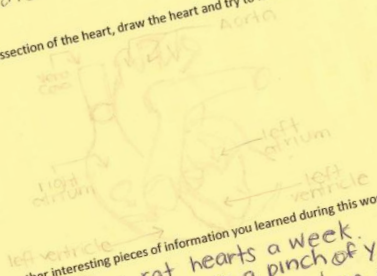 ssection of the heart, draw the heart and try to
Aorta
vena
cava
left
atrium
right
atrium
left
ventricle
left ventricle
her interesting pieces of information you learned during this wo
hearts a week.
a pinch of y